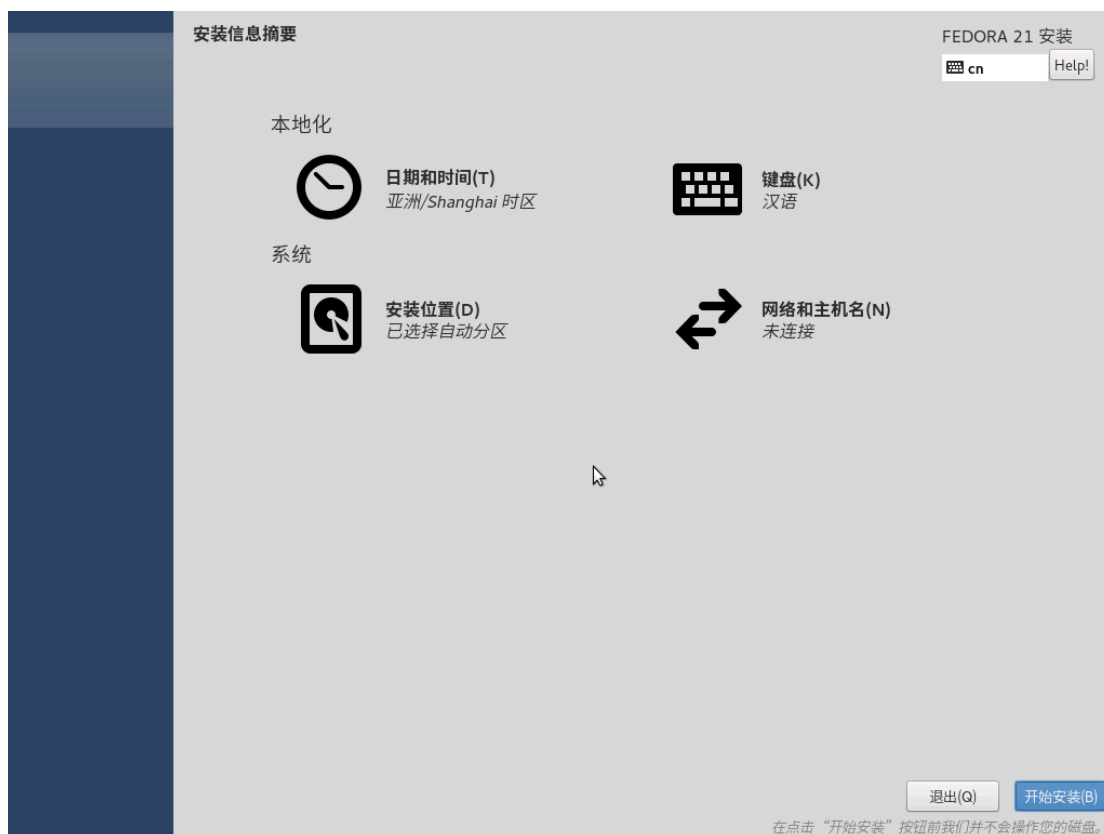 安装信息摘要
FEDORA 21 安装
cn
Help!
本地化
日期和时间(T)
亚洲/Shanghai 时区
键盘(K)
汉语
系统
安装位置(D)
已选择自动分区
网络和主机名(N)
未连接
退出(Q)
开始安装(B)
在点击“开始安装”按钮前我们并不会操作您的磁盘。